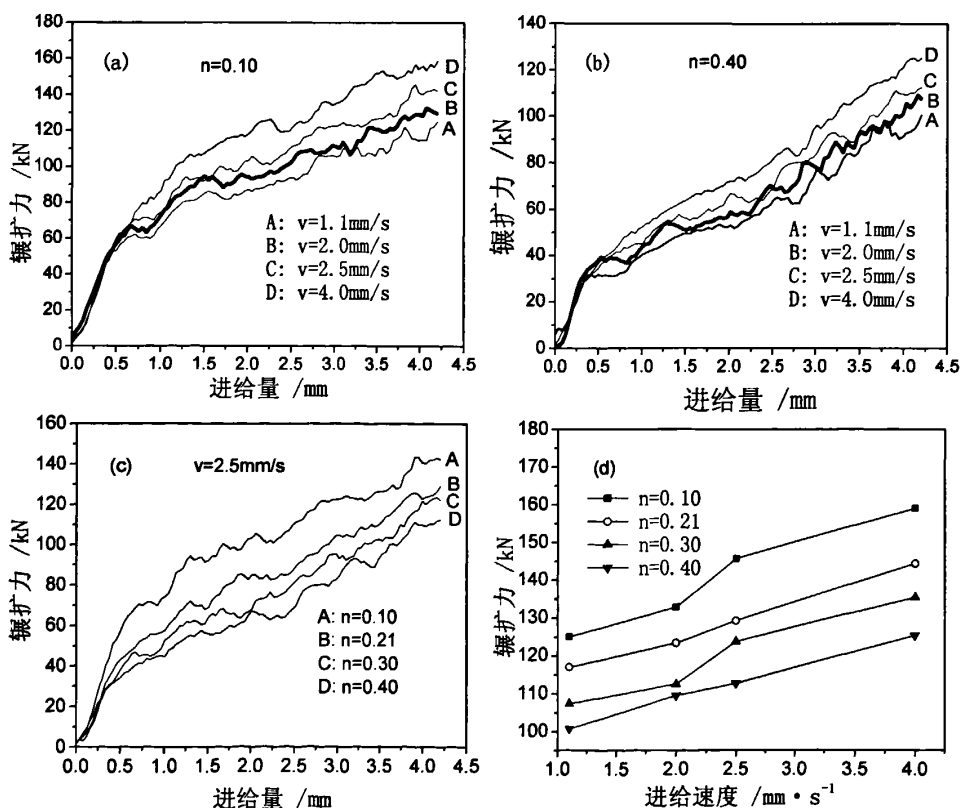 180
160
140
120
100
80
60
40
20
0
辗扩力 /kN
(a)
n=0.10
D
C
B
A
A: v=1.1mm/s
B: v=2.0mm/s
C: v=2.5mm/s
D: v=4.0mm/s
0.0 0.5 1.0 1.5 2.0 2.5 3.0 3.5 4.0 4.5
进给量 /mm
140
120
100
80
60
40
20
0
辗扩力 /kN
(b)
n=0.40
D
C
B
A
A: v=1.1mm/s
B: v=2.0mm/s
C: v=2.5mm/s
D: v=4.0mm/s
0.0 0.5 1.0 1.5 2.0 2.5 3.0 3.5 4.0 4.5
进给量 /mm
160
140
120
100
80
60
40
20
0
辗扩力 /kN
(c)
v=2.5mm/s
A
B
C
D
A: n=0.10
B: n=0.21
C: n=0.30
D: n=0.40
0.0 0.5 1.0 1.5 2.0 2.5 3.0 3.5 4.0 4.5
进给量 /mm
180
170
160
150
140
130
120
110
100
辗扩力 /kN
(d)
n=0.10
n=0.21
n=0.30
n=0.40
1.0 1.5 2.0 2.5 3.0 3.5 4.0
进给速度 /mm·s⁻¹